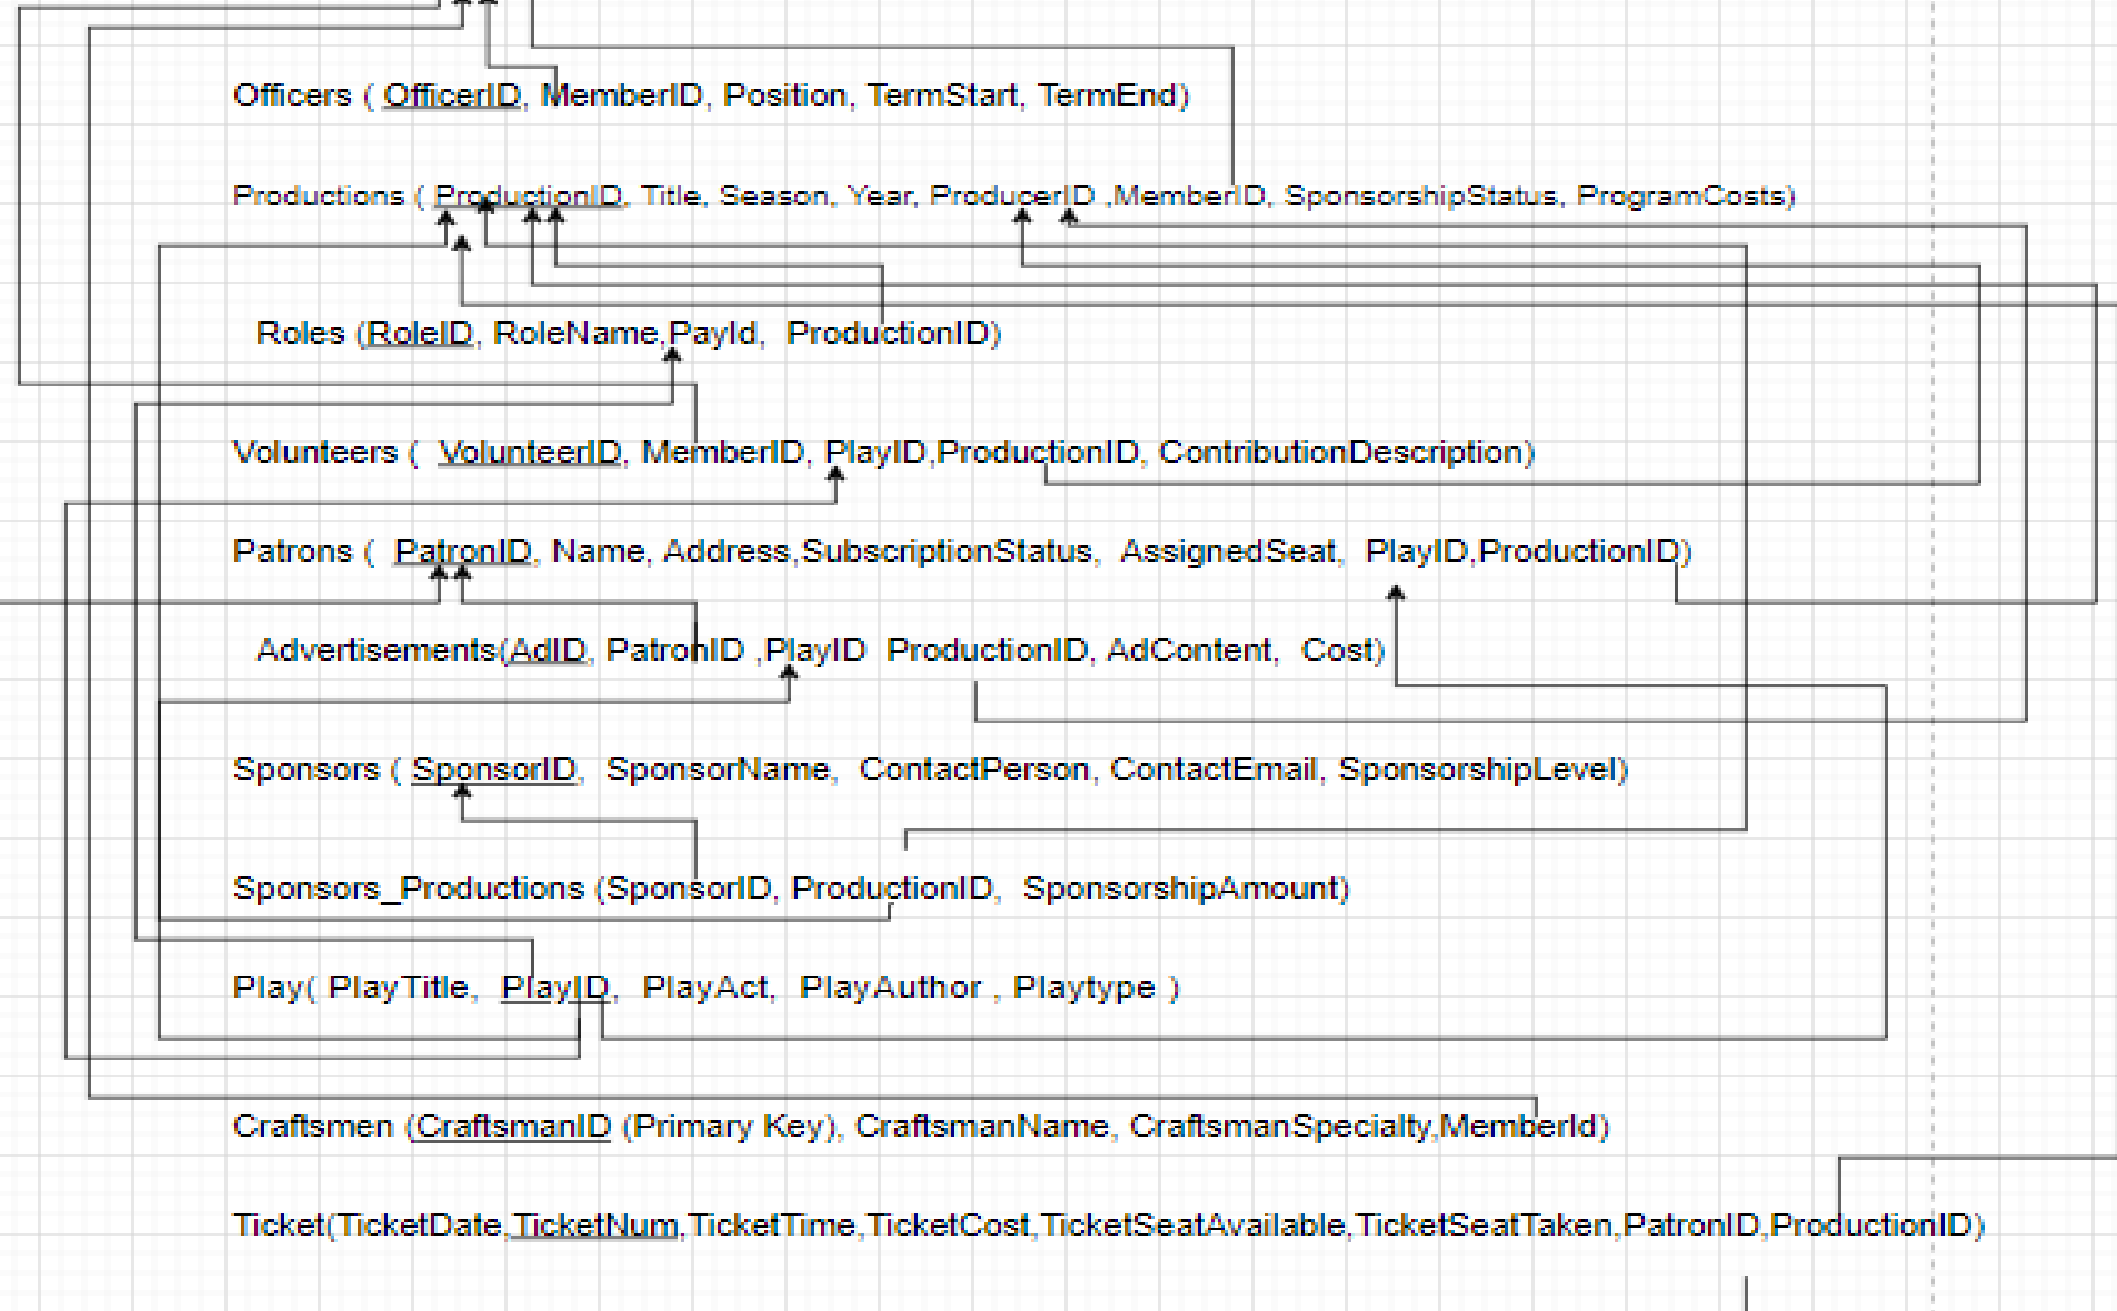 Officers ( OfficerID, MemberID, Position, TermStart, TermEnd)
Productions ( ProductionID, Title, Season, Year, ProducerID ,MemberID, SponsorshipStatus, ProgramCosts)
Roles (RoleID, RoleName,PayId, ProductionID)
Volunteers ( VolunteerID, MemberID, PlayID,ProductionID, ContributionDescription)
Patrons ( PatronID, Name, Address,SubscriptionStatus, AssignedSeat, PlayID,ProductionID)
Advertisements(AdID, PatronID ,PlayID ProductionID, AdContent, Cost)
Sponsors ( SponsorID, SponsorName, ContactPerson, ContactEmail, SponsorshipLevel)
Sponsors_Productions (SponsorID, ProductionID, SponsorshipAmount)
Play( PlayTitle, PlayID, PlayAct, PlayAuthor , Playtype )
Craftsmen (CraftsmanID (Primary Key), CraftsmanName, CraftsmanSpecialty,MemberId)
Ticket(TicketDate,TicketNum,TicketTime,TicketCost,TicketSeatAvailable,TicketSeatTaken,PatronID,ProductionID)